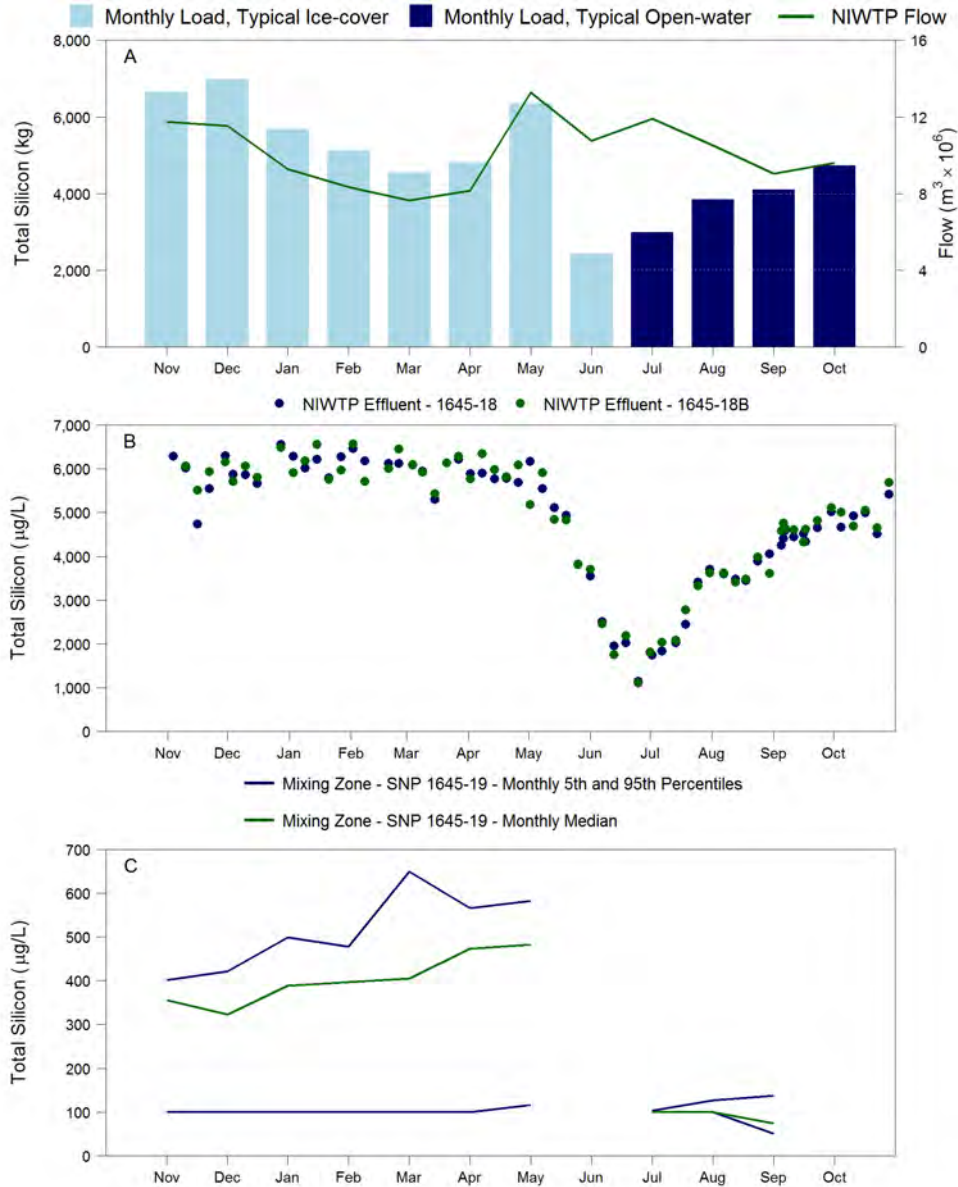 Monthly Load, Typical Ice-cover Monthly Load, Typical Open-water NIWTP Flow
A
Total Silicon (kg)
8,000
6,000
4,000
2,000
0
16
12
8
4
0
Flow (m³ × 10⁶)
Nov Dec Jan Feb Mar Apr May Jun Jul Aug Sep Oct
NIWTP Effluent - 1645-18 NIWTP Effluent - 1645-18B
B
Total Silicon (µg/L)
7,000
6,000
5,000
4,000
3,000
2,000
1,000
0
Nov Dec Jan Feb Mar Apr May Jun Jul Aug Sep Oct
Mixing Zone - SNP 1645-19 - Monthly 5th and 95th Percentiles
Mixing Zone - SNP 1645-19 - Monthly Median
C
Total Silicon (µg/L)
700
600
500
400
300
200
100
0
Nov Dec Jan Feb Mar Apr May Jun Jul Aug Sep Oct